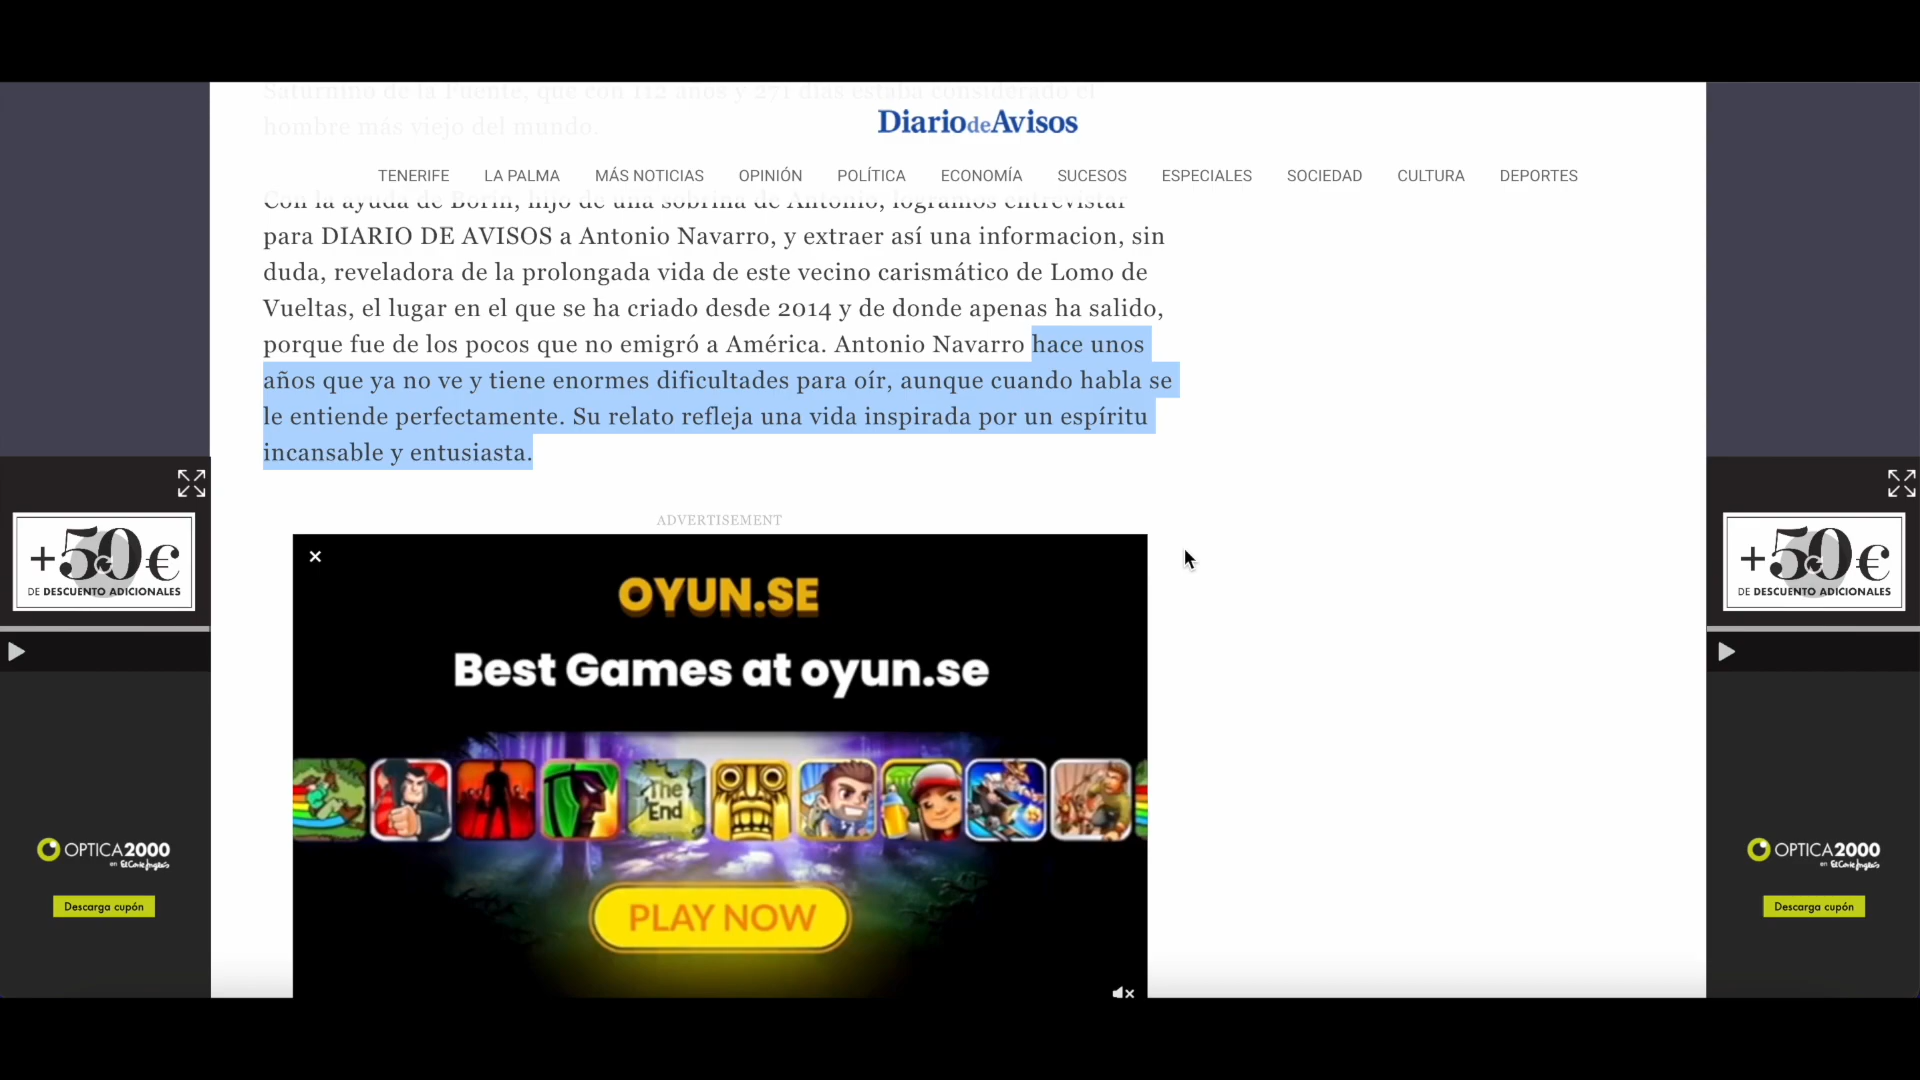 Saturnino de la Fuente, que con 112 años y 271 días estaba considerado el
hombre más viejo del mundo.
DiariodeAvisos
TENERIFE LA PALMA MÁS NOTICIAS OPINIÓN POLÍTICA ECONOMÍA SUCESOS ESPECIALES SOCIEDAD CULTURA DEPORTES
Con la ayuda de Borin, hijo de una sobrina de Antonio, logramos entrevistar
para DIARIO DE AVISOS a Antonio Navarro, y extraer así una informacion, sin
duda, reveladora de la prolongada vida de este vecino carismático de Lomo de
Vueltas, el lugar en el que se ha criado desde 2014 y de donde apenas ha salido,
porque fue de los pocos que no emigró a América. Antonio Navarro hace unos
años que ya no ve y tiene enormes dificultades para oír, aunque cuando habla se
le entiende perfectamente. Su relato refleja una vida inspirada por un espíritu
incansable y entusiasta.
ADVERTISEMENT
OYUN.SE
Best Games at oyun.se
The
End
PLAY NOW
+50€
DE DESCUENTO ADICIONALES
OPTICA2000
en El Corte Inglés
Descarga cupón
+50€
DE DESCUENTO ADICIONALES
OPTICA2000
en El Corte Inglés
Descarga cupón